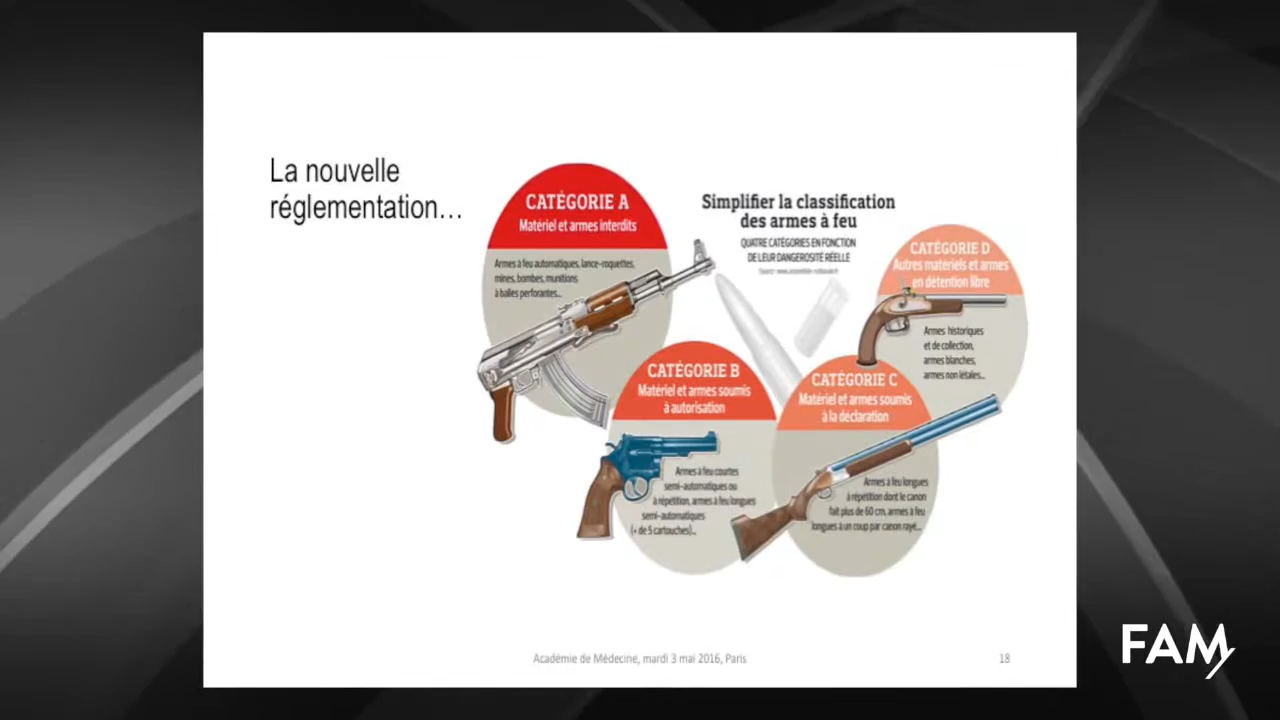 La nouvelle
réglementation...
CATÉGORIE A
Matériel et armes interdits
Armes à feu automatiques, lance-roquettes,
mines, bombes, munitions
à balles perforantes...
Simplifier la classification
des armes à feu
QUATRE CATÉGORIES EN FONCTION
DE LEUR DANGEROSITÉ RÉELLE
CATÉGORIE D
Autres matériels et armes
en détention libre
Armes historiques
et de collection,
armes blanches,
armes non létales...
CATÉGORIE B
Matériel et armes soumis
à autorisation
Armes à feu courtes
semi-automatiques ou
à répétition, armes à feu longues
semi-automatiques
(+ de 5 cartouches)...
CATÉGORIE C
Matériel et armes soumis
à la déclaration
Armes à feu longues
à répétition dont le canon
fait plus de 60 cm, armes à feu
longues à un coup par canon rayé...
Académie de Médecine, mardi 3 mai 2016, Paris
18
FAM